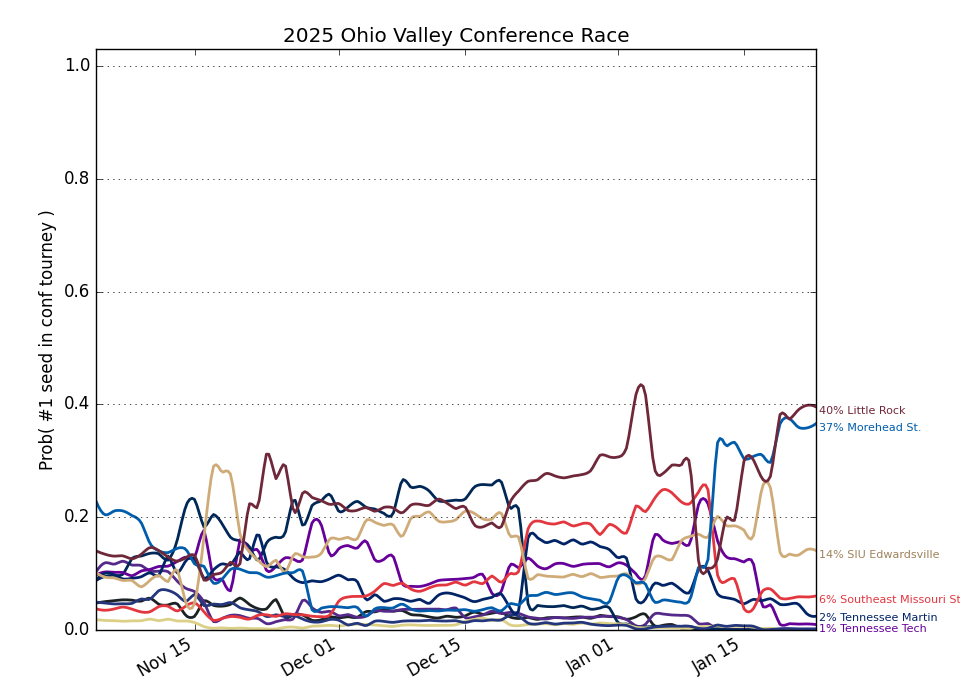 2025 Ohio Valley Conference Race
Prob( #1 seed in conf tourney )
1.0
0.8
0.6
0.4
0.2
0.0
Nov 15
Dec 01
Dec 15
Jan 01
Jan 15
40% Little Rock
37% Morehead St.
14% SIU Edwardsville
6% Southeast Missouri St
2% Tennessee Martin
1% Tennessee Tech